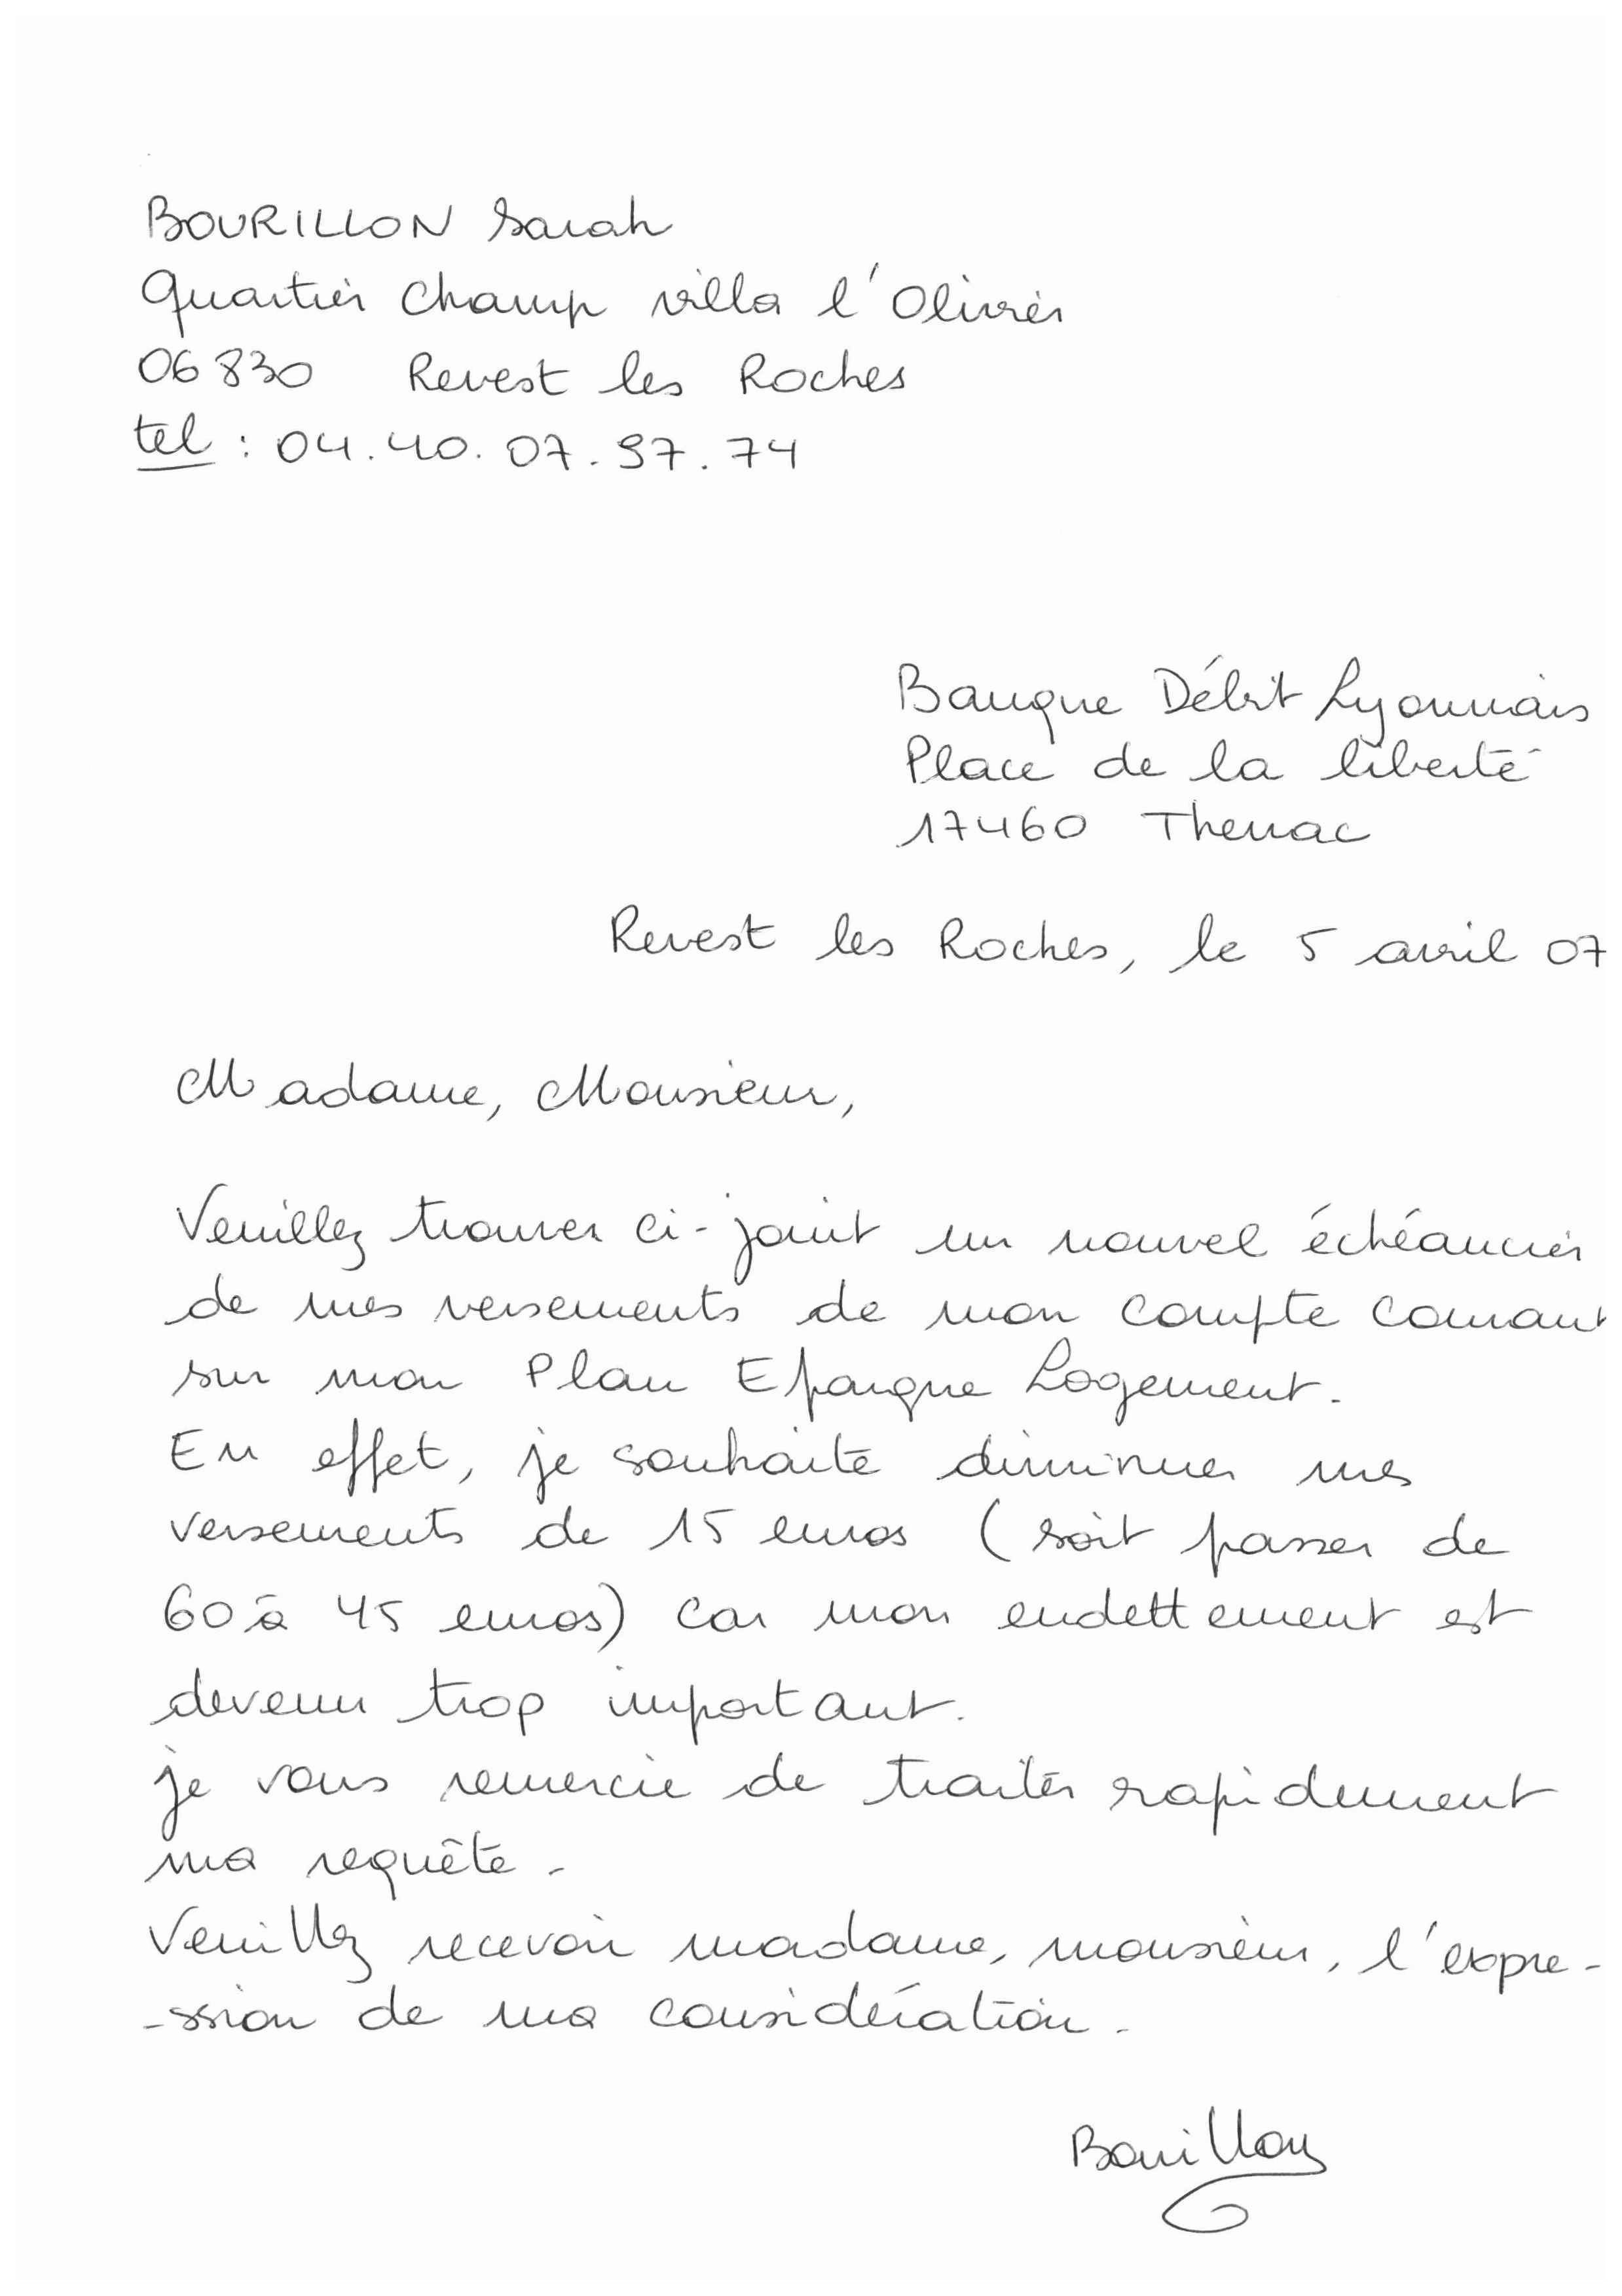 BOURILLON Sarah
Quartier Champ villa l'Olivier
06830 Revest les Roches
tel : 04.40.07.97.74
Banque Débit Lyonnais
Place de la liberté
17460 Thenac
Revest les Roches, le 5 avril 07
Madame, Monsieur,
Veuillez trouver ci-joint un nouvel échéancier
de mes versements de mon compte courant
sur mon Plan Epargne Logement.
En effet, je souhaite diminuer mes
versements de 15 euros (soit passer de
60 à 45 euros) car mon endettement est
devenu trop important.
je vous remercie de traiter rapidement
ma requête.
Veuillez recevoir madame, monsieur, l'expre-
-ssion de ma considération.
Bourillon